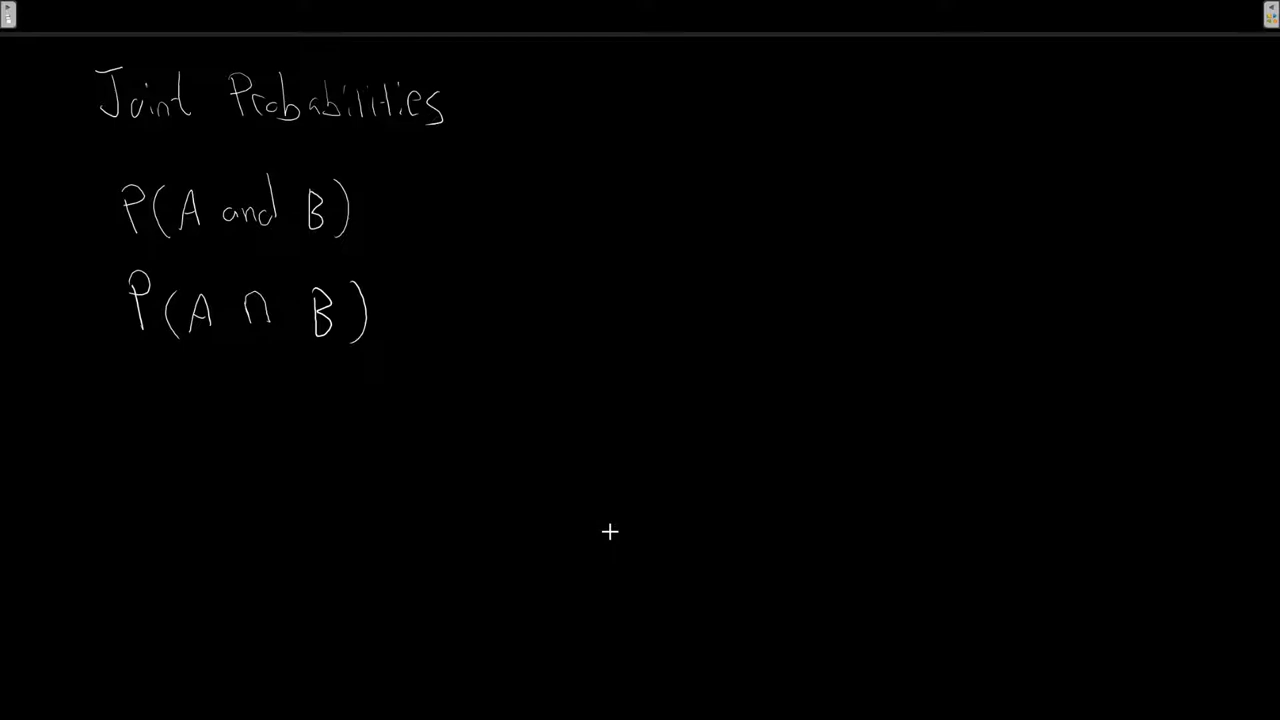 Joint Probabilities
P(A and B)
P(A ∩ B)